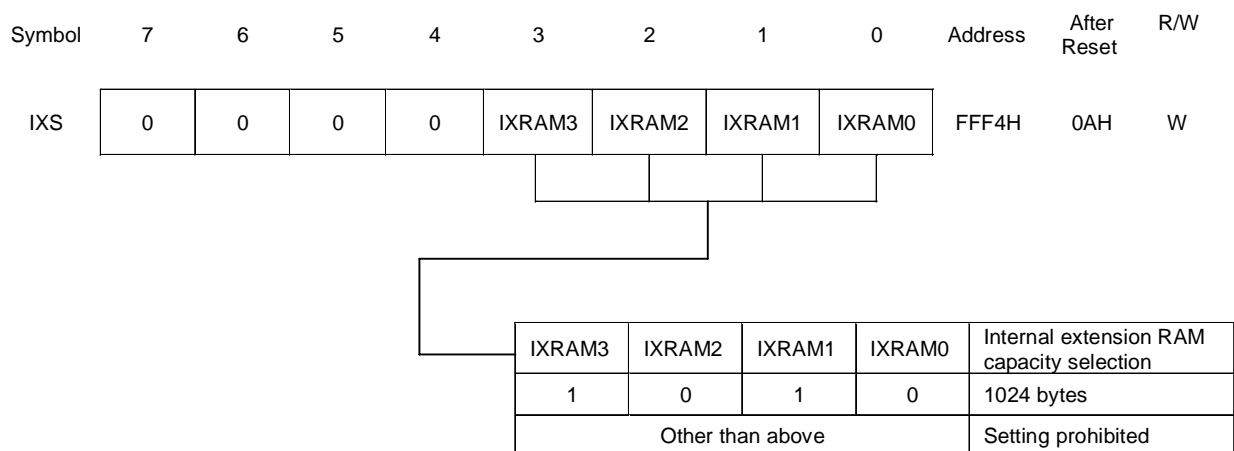 Symbol 7 6 5 4 3 2 1 0 Address After Reset R/W
IXS 0 0 0 0 IXRAM3 IXRAM2 IXRAM1 IXRAM0 FFF4H 0AH W
IXRAM3 IXRAM2 IXRAM1 IXRAM0 Internal extension RAM capacity selection
1 0 1 0 1024 bytes
Other than above Setting prohibited